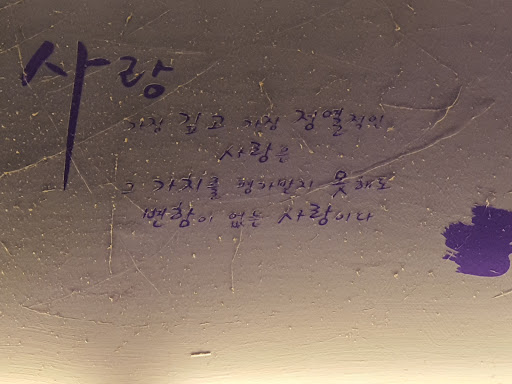 사랑
가장 깊고 가장 정열적인
사랑은
그 가치를 평가받지 못해도
변함이 없는 사랑이다